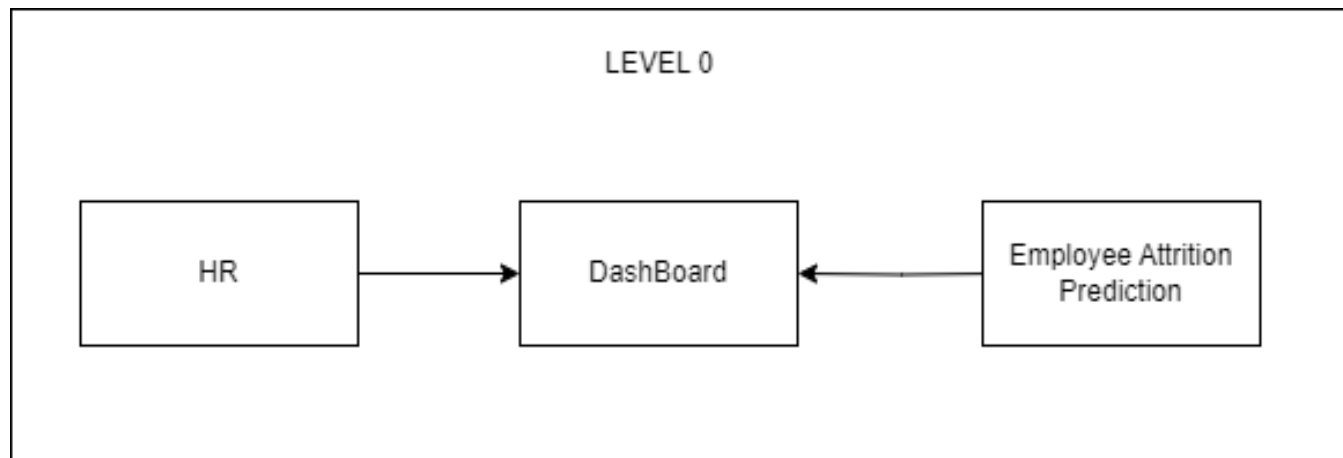 LEVEL 0
HR
DashBoard
Employee Attrition
Prediction